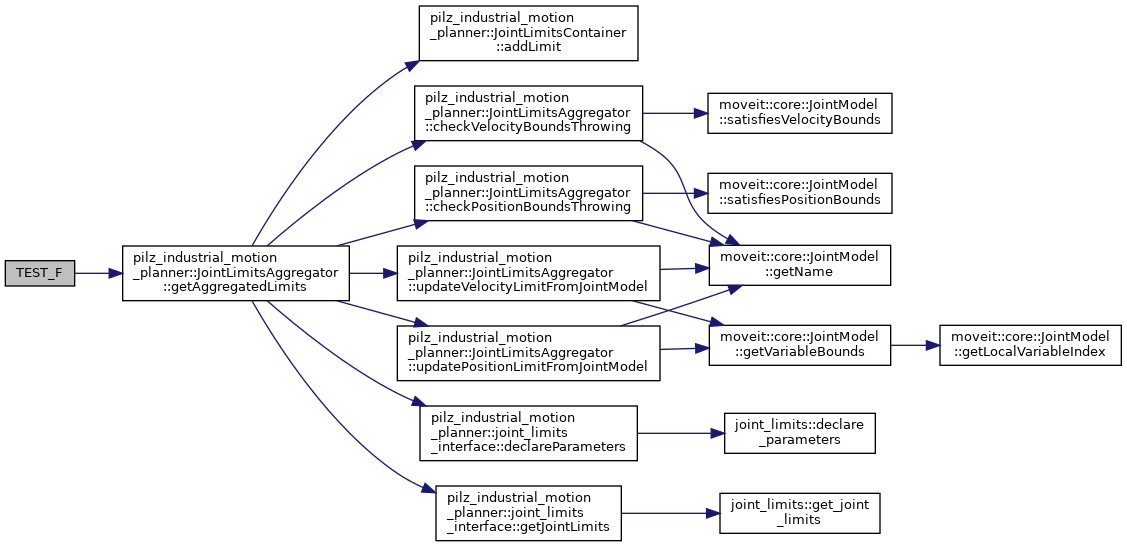 TEST_F
pilz_industrial_motion
_planner::JointLimitsAggregator
::getAggregatedLimits
pilz_industrial_motion
_planner::JointLimitsContainer
::addLimit
pilz_industrial_motion
_planner::JointLimitsAggregator
::checkVelocityBoundsThrowing
pilz_industrial_motion
_planner::JointLimitsAggregator
::checkPositionBoundsThrowing
pilz_industrial_motion
_planner::JointLimitsAggregator
::updateVelocityLimitFromJointModel
pilz_industrial_motion
_planner::JointLimitsAggregator
::updatePositionLimitFromJointModel
pilz_industrial_motion
_planner::joint_limits
_interface::declareParameters
pilz_industrial_motion
_planner::joint_limits
_interface::getJointLimits
moveit::core::JointModel
::satisfiesVelocityBounds
moveit::core::JointModel
::satisfiesPositionBounds
moveit::core::JointModel
::getName
moveit::core::JointModel
::getVariableBounds
joint_limits::declare
_parameters
joint_limits::get_joint
_limits
moveit::core::JointModel
::getLocalVariableIndex